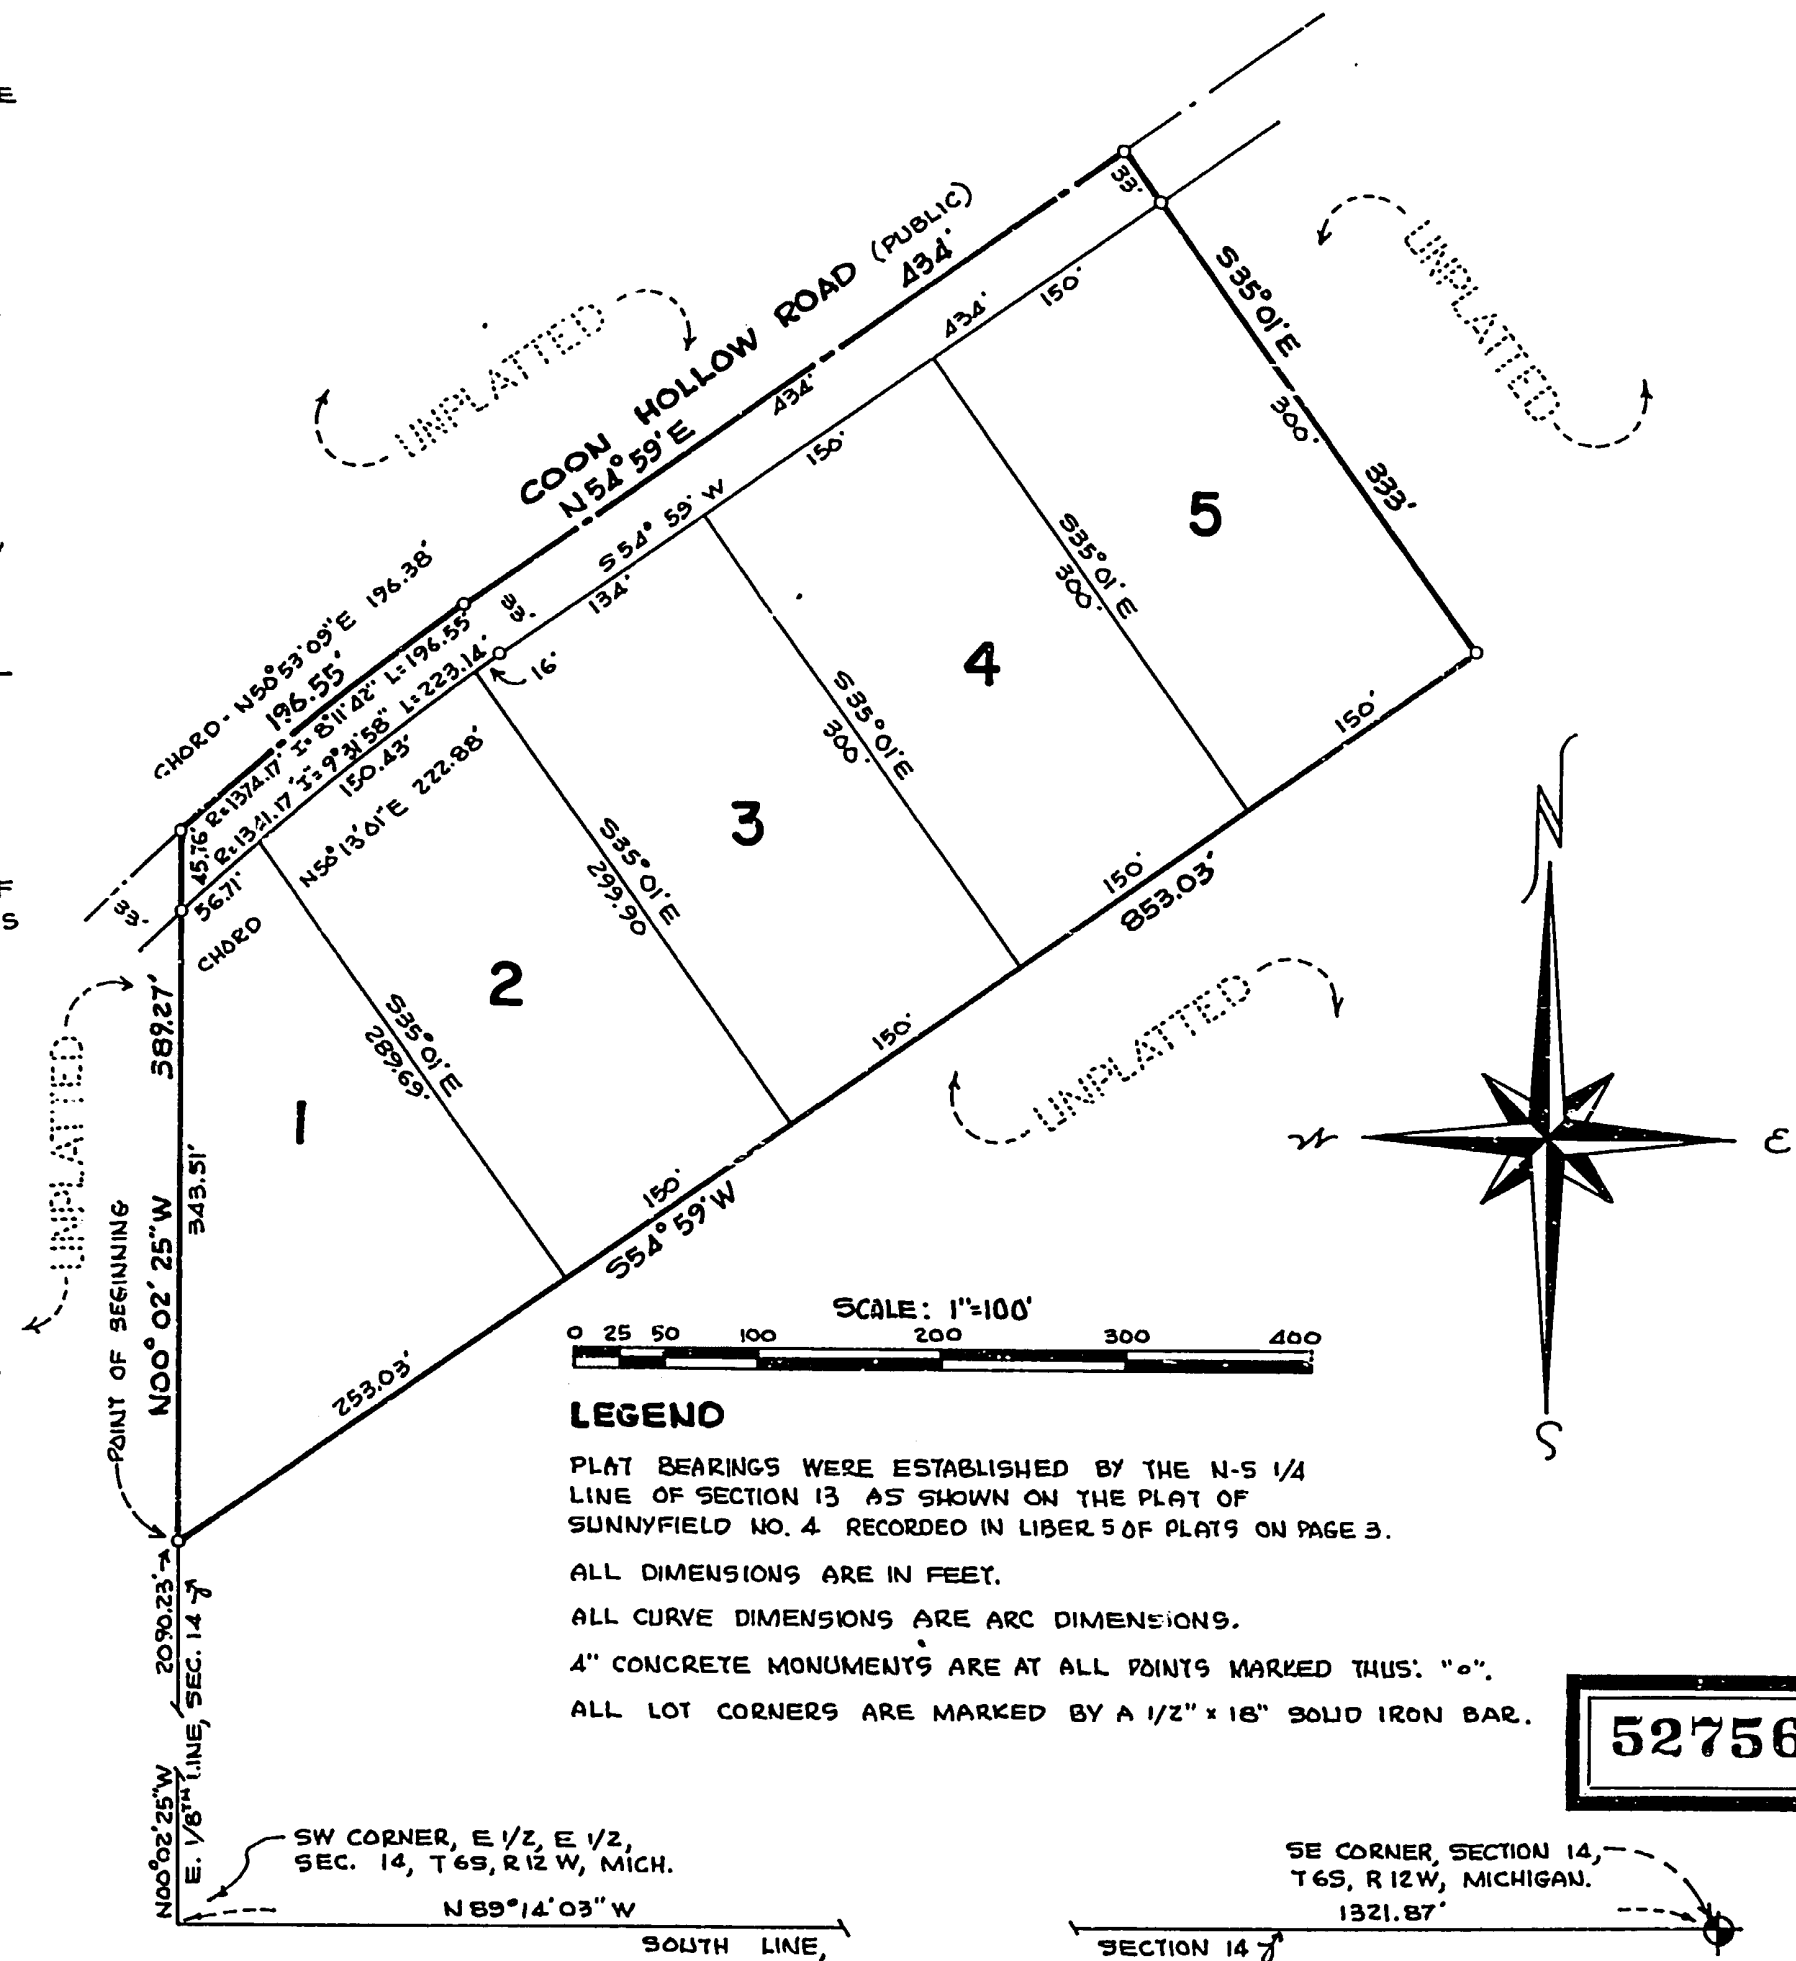 UNPLATTED
COON HOLLOW ROAD (PUBLIC)
N54°59'E
434'
434'
33'
434'
150'
S54°59'W
150'
134'
33'
16'
CHORD - N50°53'09"E 196.38'
196.55'
R=1374.17' I=8°11'42" L=196.55'
R=1341.17' I=9°31'58" L=223.14'
150.43'
N50°13'01"E 222.88'
CHORD
56.71'
45.76'
33'
UNPLATTED
S35°01'E
300'
333'
5
S35°01'E
300'
4
S35°01'E
300'
3
S35°01'E
299.90
2
S35°01'E
289.69'
1
150'
150'
853.03'
150'
150'
S54°59'W
253.03'
UNPLATTED
UNPLATTED
389.27'
343.51'
N00°02'25"W
POINT OF BEGINNING
2090.23'
E. 1/8TH LINE, SEC. 14
N00°02'25"W
N
W
E
S
SCALE: 1"=100'
0 25 50 100 200 300 400
LEGEND
PLAT BEARINGS WERE ESTABLISHED BY THE N-S 1/4
LINE OF SECTION 13 AS SHOWN ON THE PLAT OF
SUNNYFIELD NO. 4 RECORDED IN LIBER 5 OF PLATS ON PAGE 3.
ALL DIMENSIONS ARE IN FEET.
ALL CURVE DIMENSIONS ARE ARC DIMENSIONS.
4" CONCRETE MONUMENTS ARE AT ALL POINTS MARKED THUS: "o".
ALL LOT CORNERS ARE MARKED BY A 1/2" x 18" SOLID IRON BAR.
52756
SW CORNER, E 1/2, E 1/2,
SEC. 14, T6S, R12W, MICH.
N89°14'03"W
SOUTH LINE,
SE CORNER, SECTION 14,
T6S, R12W, MICHIGAN.
1321.87'
SECTION 14